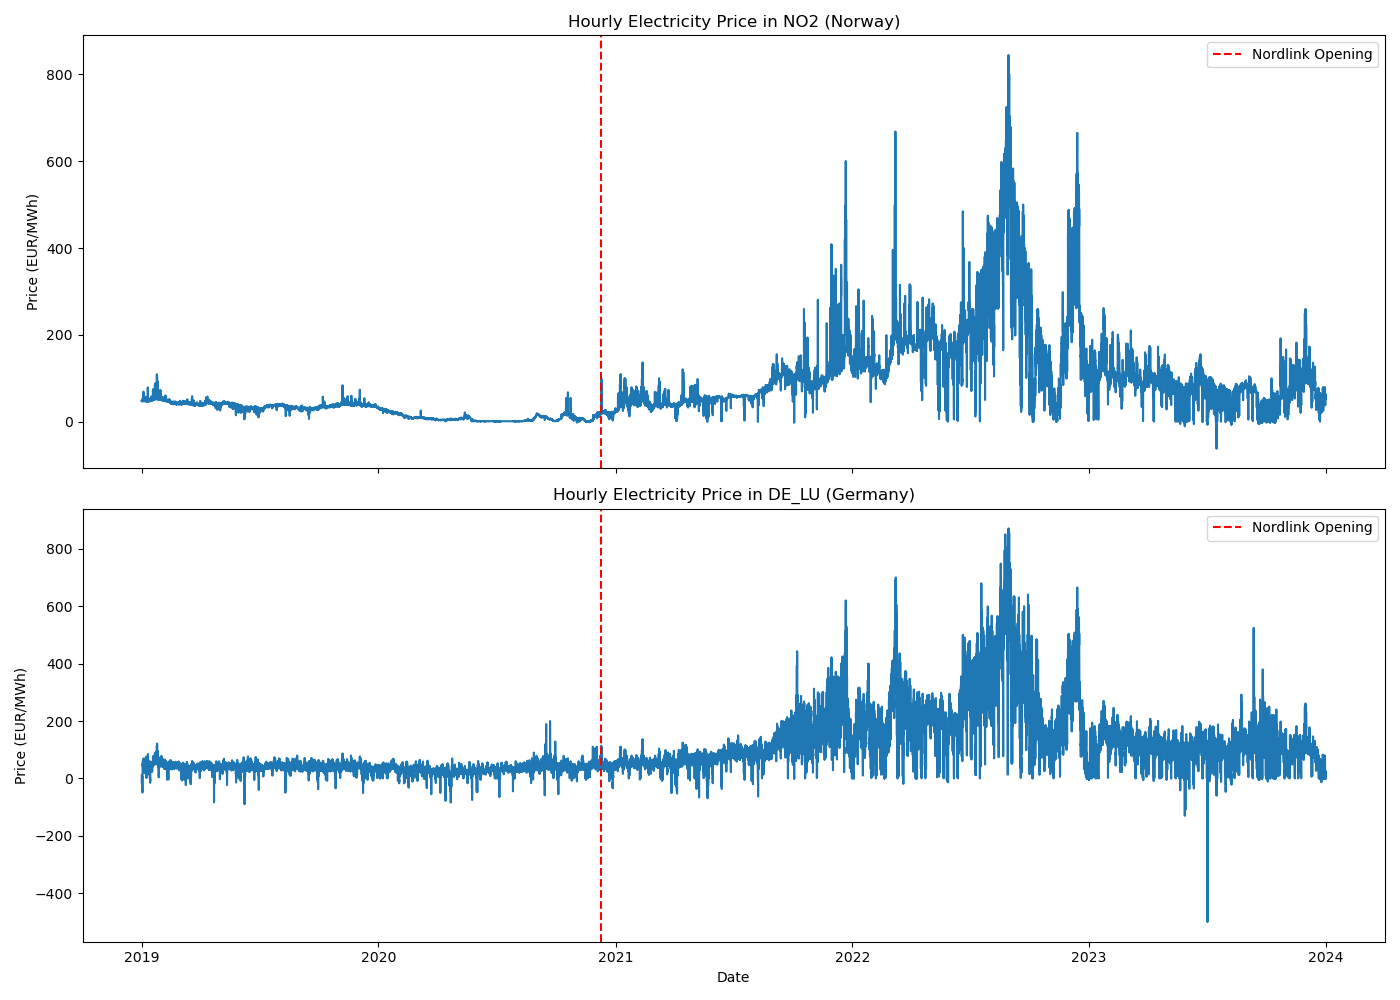 Hourly Electricity Price in NO2 (Norway)
Nordlink Opening
Price (EUR/MWh)
800
600
400
200
0
Hourly Electricity Price in DE_LU (Germany)
Nordlink Opening
Price (EUR/MWh)
800
600
400
200
0
−200
−400
2019
2020
2021
2022
2023
2024
Date